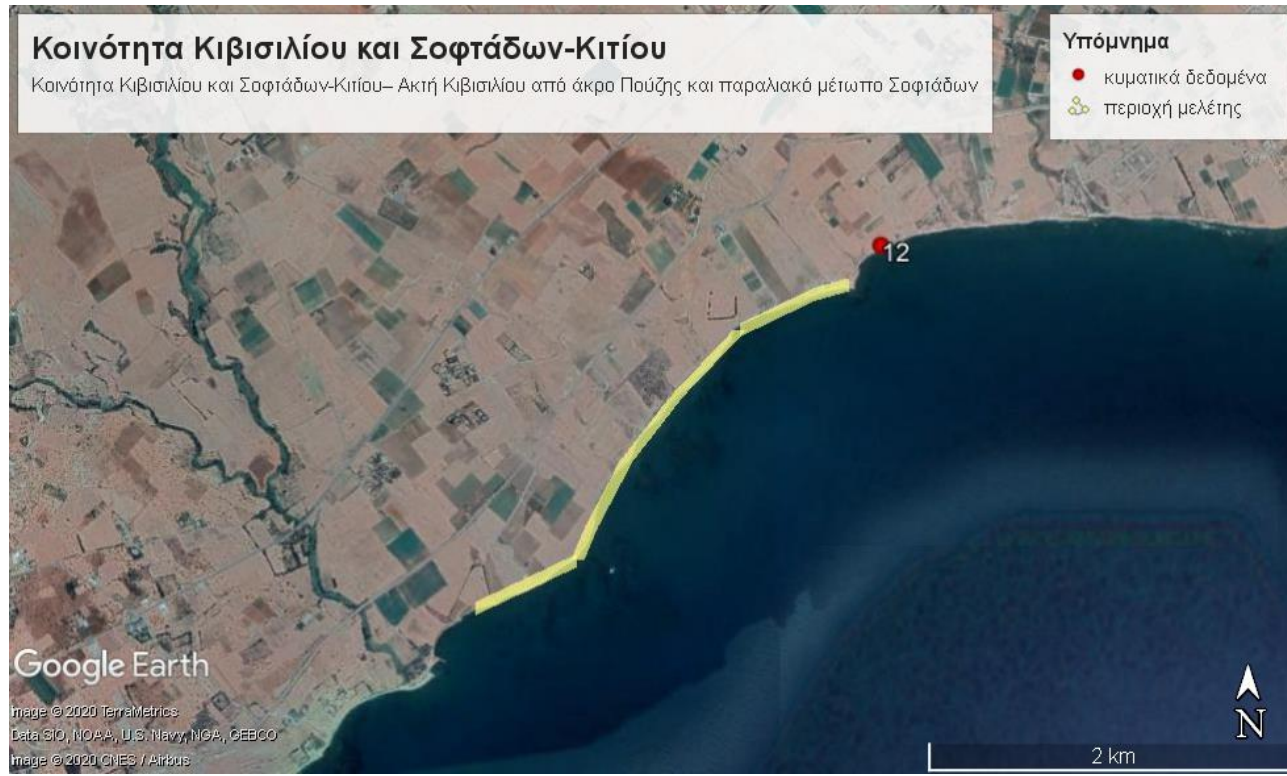 Κοινότητα Κιβισιλίου και Σοφτάδων-Κιτίου
Κοινότητα Κιβισιλίου και Σοφτάδων-Κιτίου– Ακτή Κιβισιλίου από άκρο Πούζης και παραλιακό μέτωπο Σοφτάδων
Υπόμνημα
κυματικά δεδομένα
περιοχή μελέτης
12
Google Earth
Image © 2020 TerraMetrics
Data SIO, NOAA, U.S. Navy, NGA, GEBCO
Image © 2020 CNES / Airbus
N
2 km